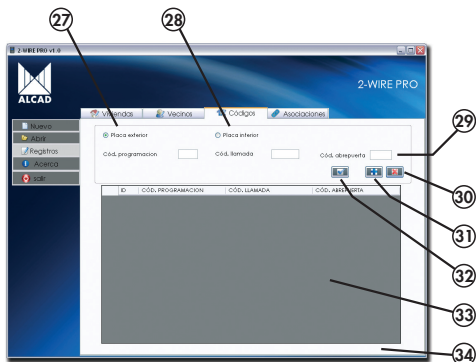 27
28
2-WIRE PRO v1.0
ALCAD
2-WIRE PRO
Viviendas Vecinos Códigos Asociaciones
Nuevo
Abrir
Registros
Acerca
salir
Placa exterior Placa interior
Cód. programacion Cód. llamada Cód. abrepuerta
29
30
31
32
ID CÓD. PROGRAMACION CÓD. LLAMADA CÓD. ABREPUERTA
33
34